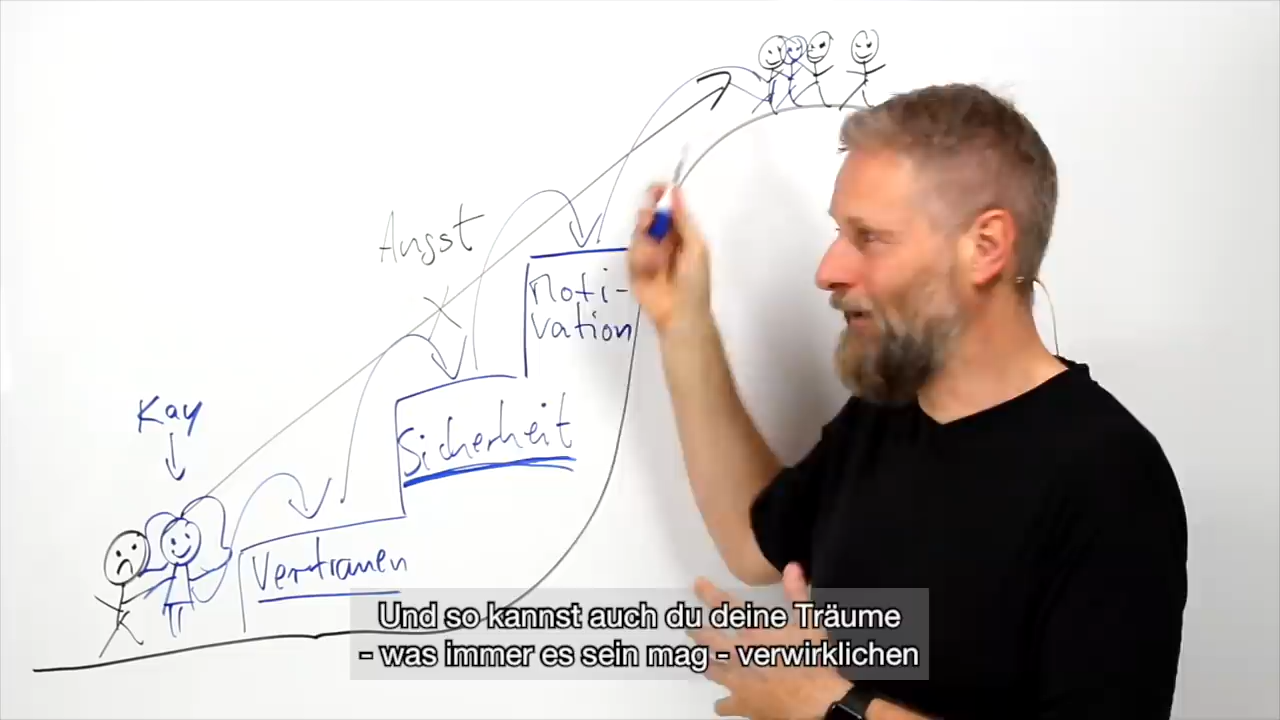 Angst
Moti-
vation
Kay
Sicherheit
Vertrauen
Und so kannst auch du deine Träume
- was immer es sein mag - verwirklichen